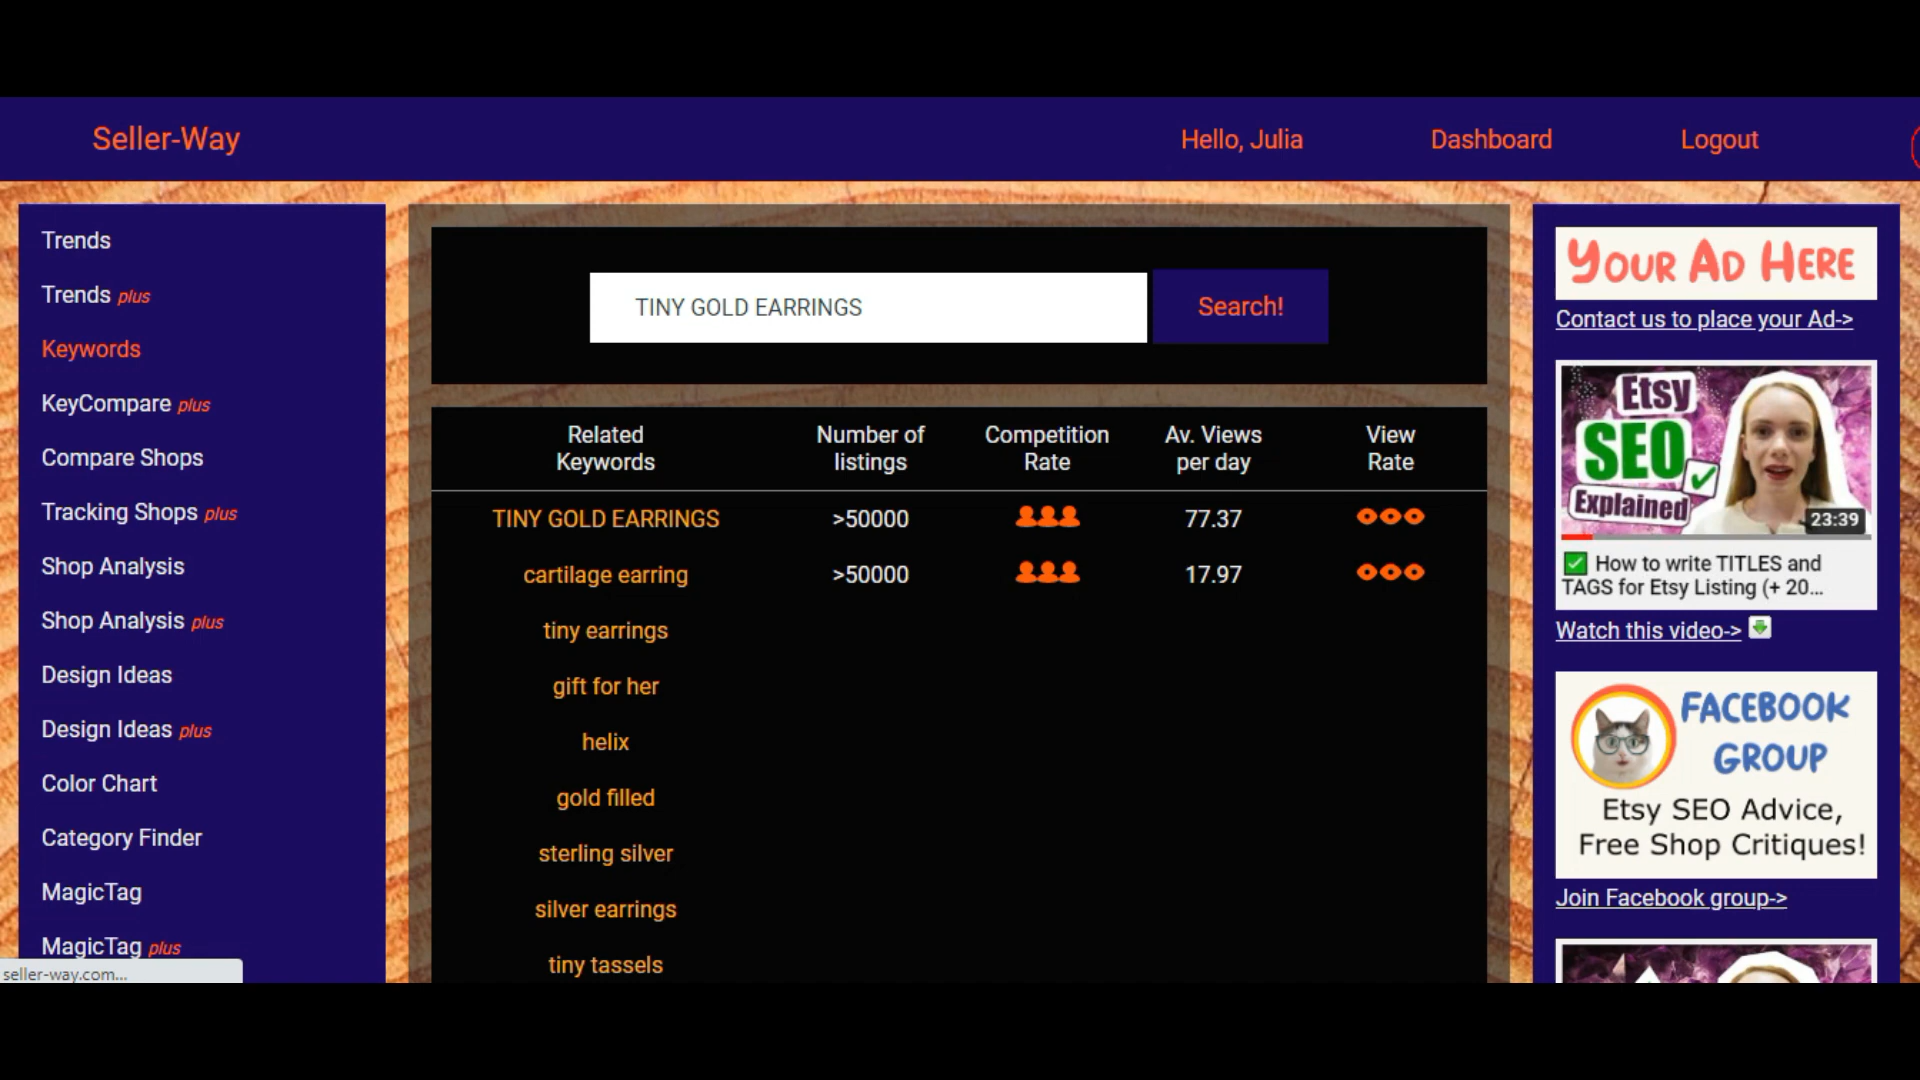 Seller-Way
Hello, Julia
Dashboard
Logout
Trends
Trends plus
Keywords
KeyCompare plus
Compare Shops
Tracking Shops plus
Shop Analysis
Shop Analysis plus
Design Ideas
Design Ideas plus
Color Chart
Category Finder
MagicTag
MagicTag plus
seller-way.com...
TINY GOLD EARRINGS
Search!
Related
Keywords
Number of
listings
Competition
Rate
Av. Views
per day
View
Rate
TINY GOLD EARRINGS >50000 77.37
cartilage earring >50000 17.97
tiny earrings
gift for her
helix
gold filled
sterling silver
silver earrings
tiny tassels
YOUR AD HERE
Contact us to place your Ad->
Etsy
SEO
Explained
23:39
How to write TITLES and
TAGS for Etsy Listing (+ 20...
Watch this video->
FACEBOOK
GROUP
Etsy SEO Advice,
Free Shop Critiques!
Join Facebook group->